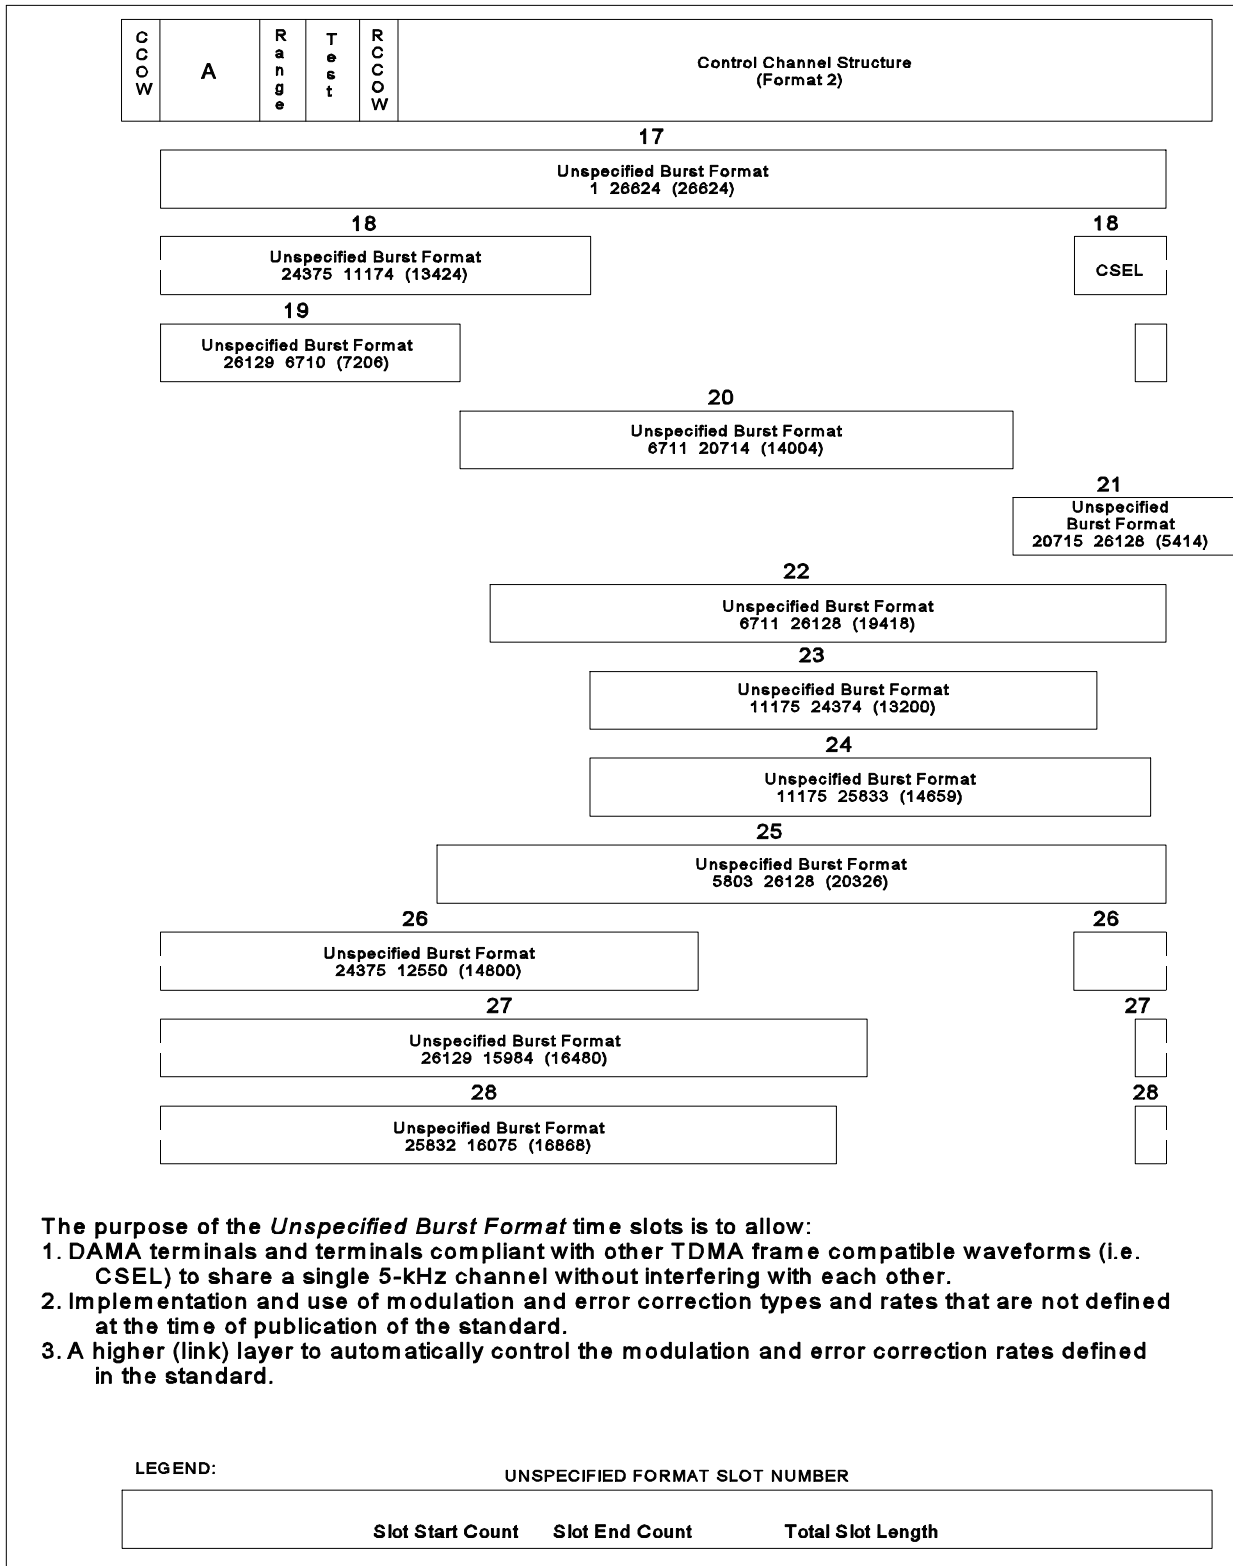 CCOW
A
Range
Test
RCCOW
Control Channel Structure
(Format 2)
17
Unspecified Burst Format
1 26624 (26624)
18 18
Unspecified Burst Format
24375 11174 (13424)
CSEL
19
Unspecified Burst Format
26129 6710 (7206)
20
Unspecified Burst Format
6711 20714 (14004)
21
Unspecified
Burst Format
20715 26128 (5414)
22
Unspecified Burst Format
6711 26128 (19418)
23
Unspecified Burst Format
11175 24374 (13200)
24
Unspecified Burst Format
11175 25833 (14659)
25
Unspecified Burst Format
5803 26128 (20326)
26 26
Unspecified Burst Format
24375 12550 (14800)
27 27
Unspecified Burst Format
26129 15984 (16480)
28 28
Unspecified Burst Format
25832 16075 (16868)
The purpose of the Unspecified Burst Format time slots is to allow:
1. DAMA terminals and terminals compliant with other TDMA frame compatible waveforms (i.e.
CSEL) to share a single 5-kHz channel without interfering with each other.
2. Implementation and use of modulation and error correction types and rates that are not defined
at the time of publication of the standard.
3. A higher (link) layer to automatically control the modulation and error correction rates defined
in the standard.
LEGEND:
UNSPECIFIED FORMAT SLOT NUMBER
Slot Start Count Slot End Count Total Slot Length